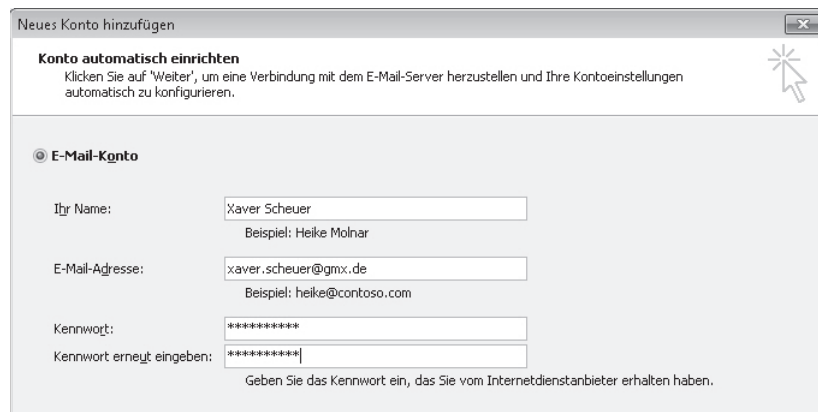 Neues Konto hinzufügen
Konto automatisch einrichten
Klicken Sie auf 'Weiter', um eine Verbindung mit dem E-Mail-Server herzustellen und Ihre Kontoeinstellungen
automatisch zu konfigurieren.
E-Mail-Konto
Ihr Name: Xaver Scheuer
Beispiel: Heike Molnar
E-Mail-Adresse: xaver.scheuer@gmx.de
Beispiel: heike@contoso.com
Kennwort: **********
Kennwort erneut eingeben: **********
Geben Sie das Kennwort ein, das Sie vom Internetdienstanbieter erhalten haben.